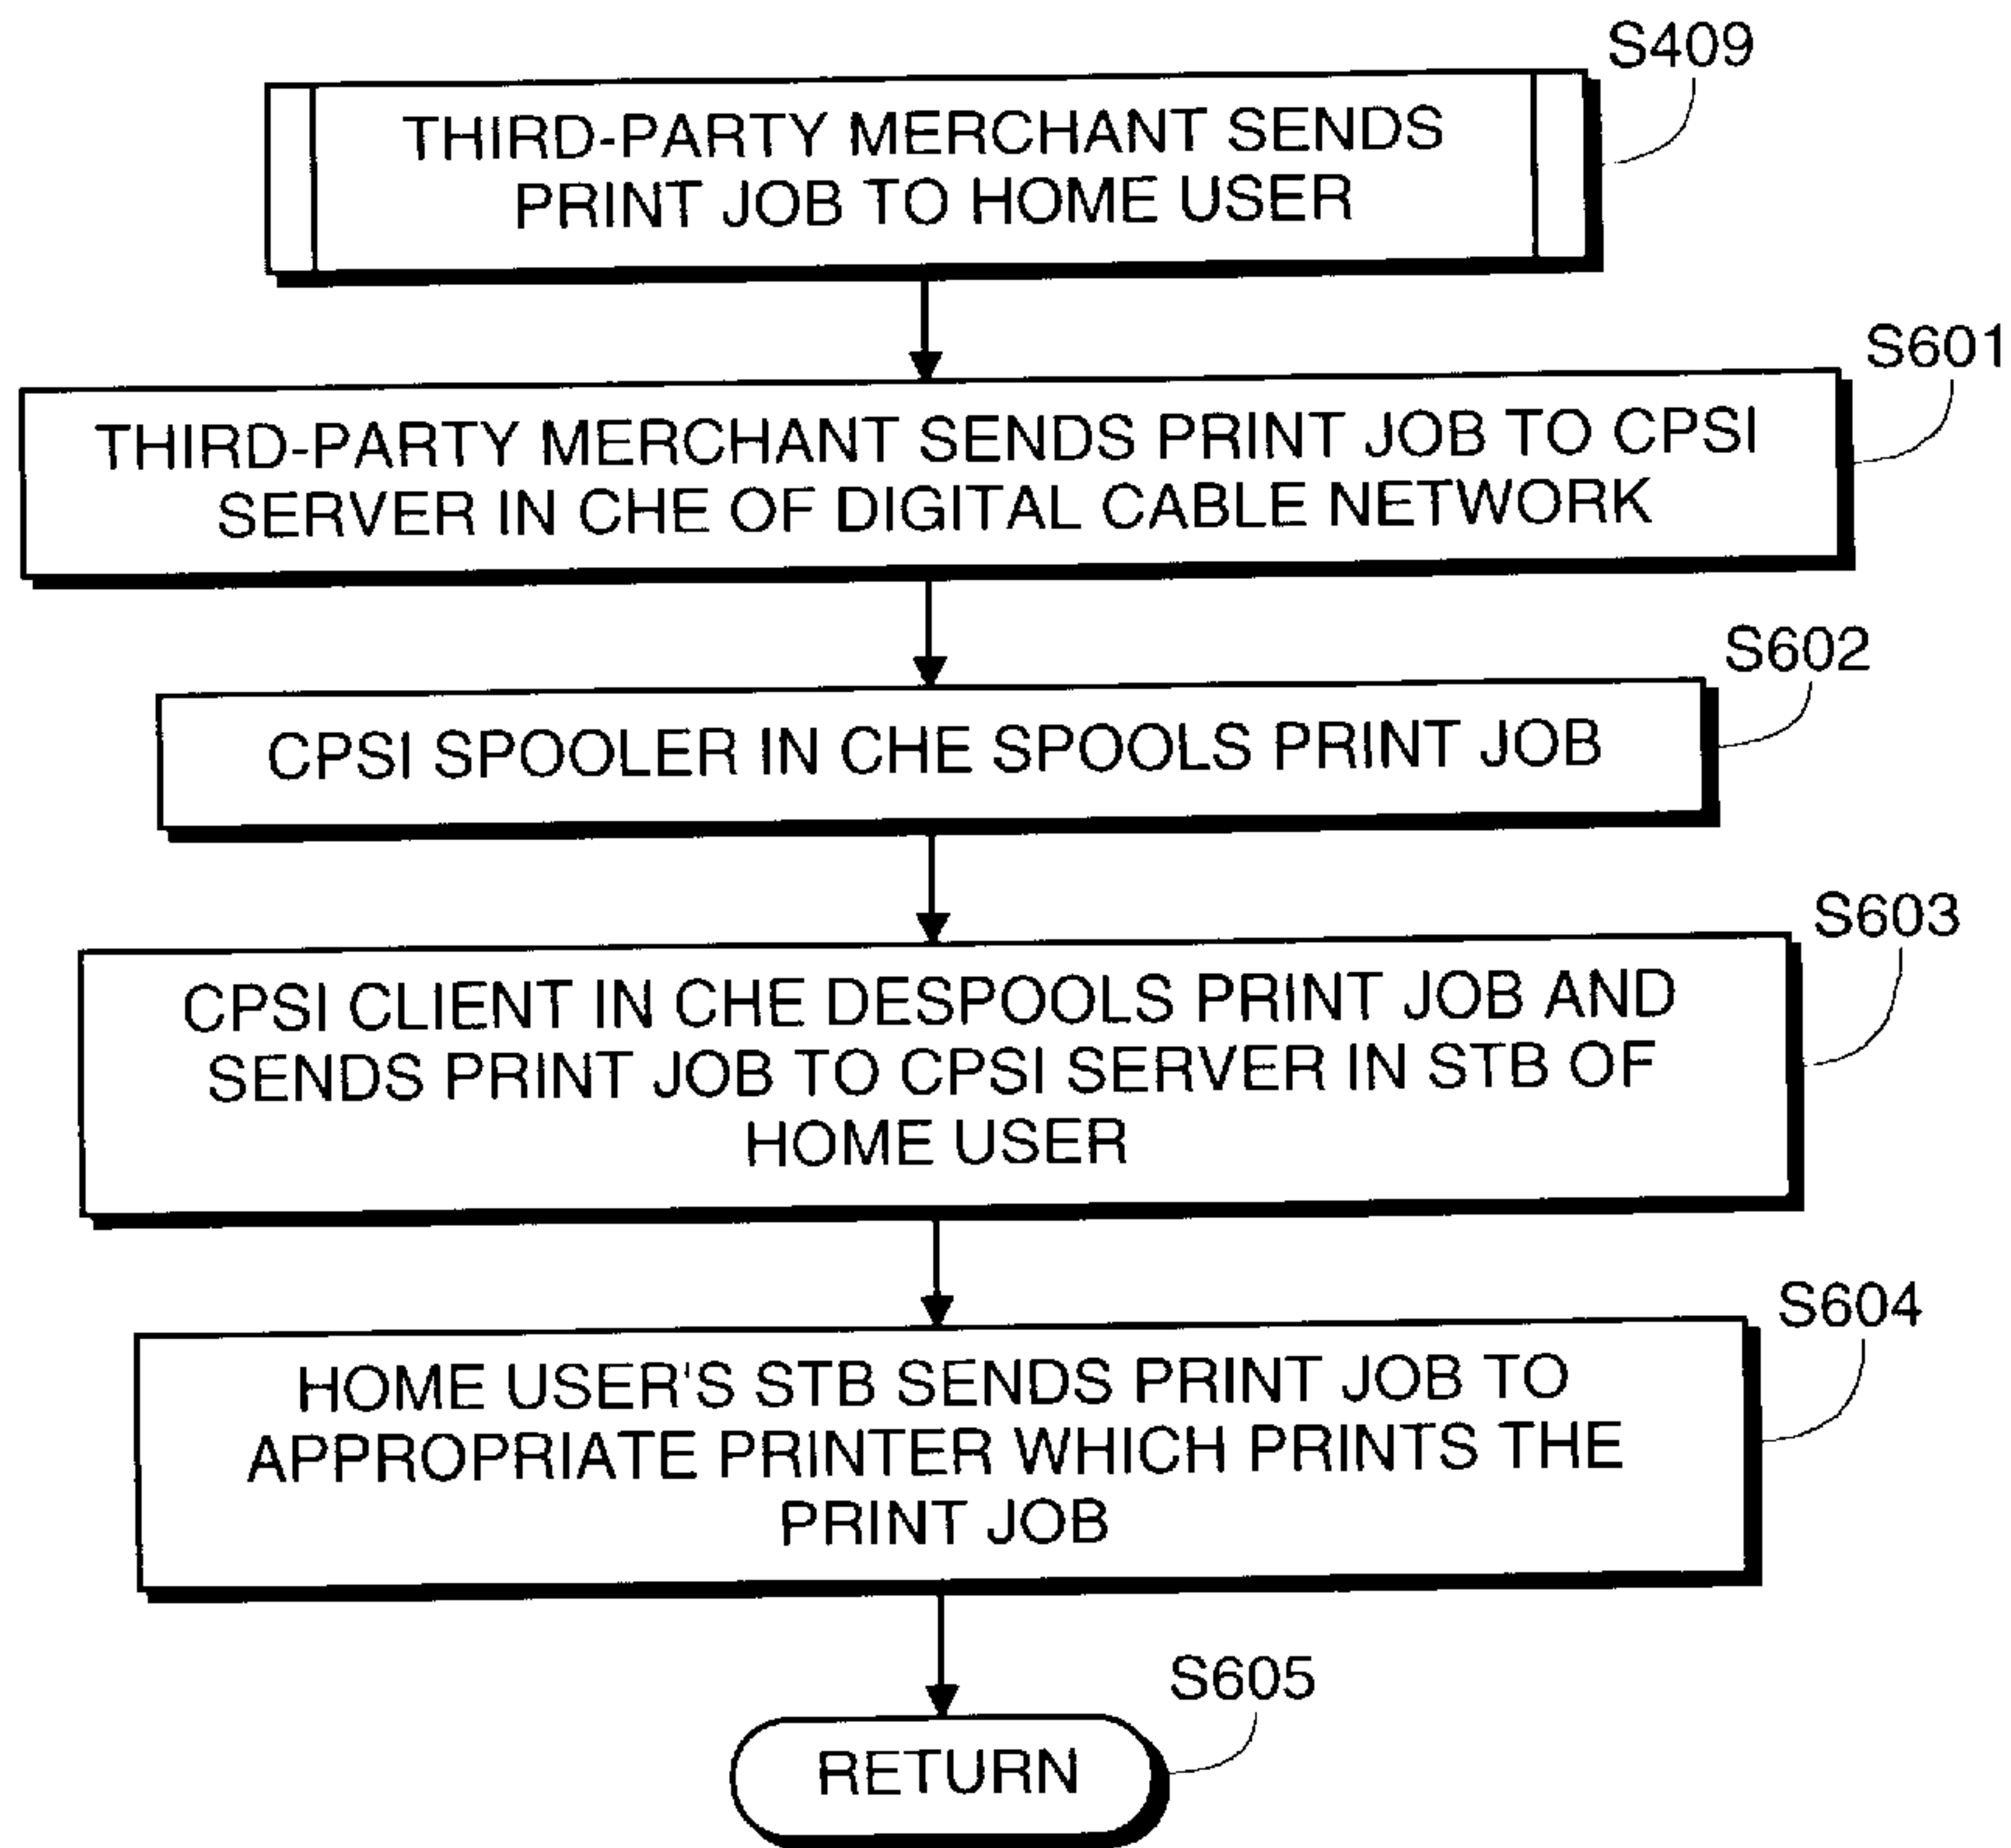 S409
THIRD-PARTY MERCHANT SENDS
PRINT JOB TO HOME USER
S601
THIRD-PARTY MERCHANT SENDS PRINT JOB TO CPSI
SERVER IN CHE OF DIGITAL CABLE NETWORK
S602
CPSI SPOOLER IN CHE SPOOLS PRINT JOB
S603
CPSI CLIENT IN CHE DESPOOLS PRINT JOB AND
SENDS PRINT JOB TO CPSI SERVER IN STB OF
HOME USER
S604
HOME USER'S STB SENDS PRINT JOB TO
APPROPRIATE PRINTER WHICH PRINTS THE
PRINT JOB
S605
RETURN